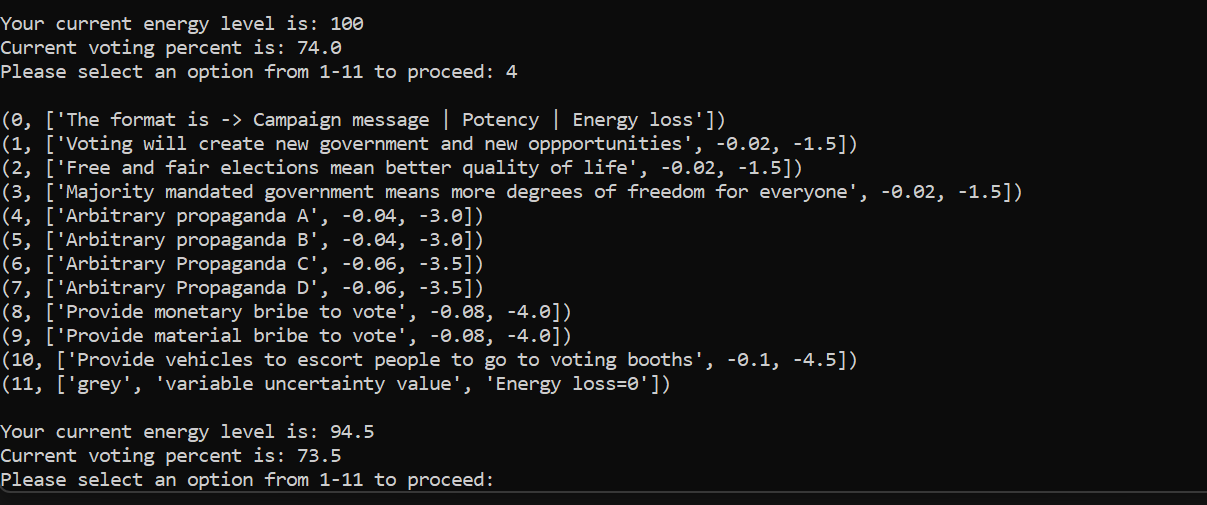 Your current energy level is: 100
Current voting percent is: 74.0
Please select an option from 1-11 to proceed: 4
(0, ['The format is -> Campaign message | Potency | Energy loss'])
(1, ['Voting will create new government and new oppportunities', -0.02, -1.5])
(2, ['Free and fair elections mean better quality of life', -0.02, -1.5])
(3, ['Majority mandated government means more degrees of freedom for everyone', -0.02, -1.5])
(4, ['Arbitrary propaganda A', -0.04, -3.0])
(5, ['Arbitrary propaganda B', -0.04, -3.0])
(6, ['Arbitrary Propaganda C', -0.06, -3.5])
(7, ['Arbitrary Propaganda D', -0.06, -3.5])
(8, ['Provide monetary bribe to vote', -0.08, -4.0])
(9, ['Provide material bribe to vote', -0.08, -4.0])
(10, ['Provide vehicles to escort people to go to voting booths', -0.1, -4.5])
(11, ['grey', 'variable uncertainty value', 'Energy loss=0'])
Your current energy level is: 94.5
Current voting percent is: 73.5
Please select an option from 1-11 to proceed: